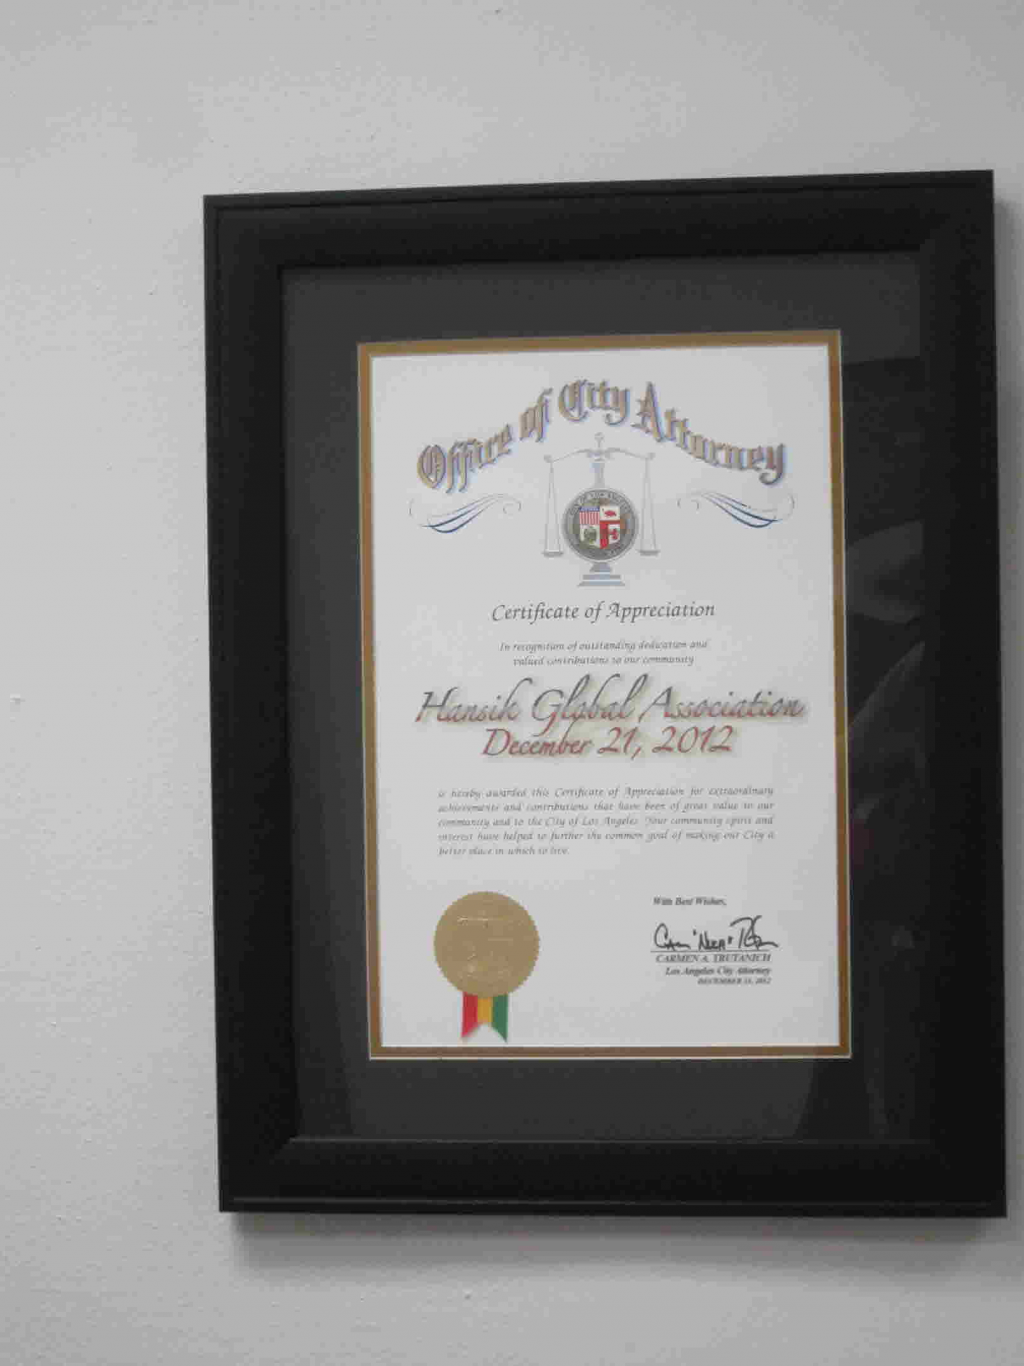 Office of City Attorney
Certificate of Appreciation
In recognition of outstanding dedication and
valued contributions to our community
Hansik Global Association
December 21, 2012
is hereby awarded this Certificate of Appreciation for extraordinary
achievements and contributions that have been of great value to our
community and to the City of Los Angeles. Your community spirit and
interest have helped to further the common goal of making our City a
better place in which to live.
With Best Wishes,
CARMEN A. TRUTANICH
Los Angeles City Attorney
DECEMBER 21, 2012